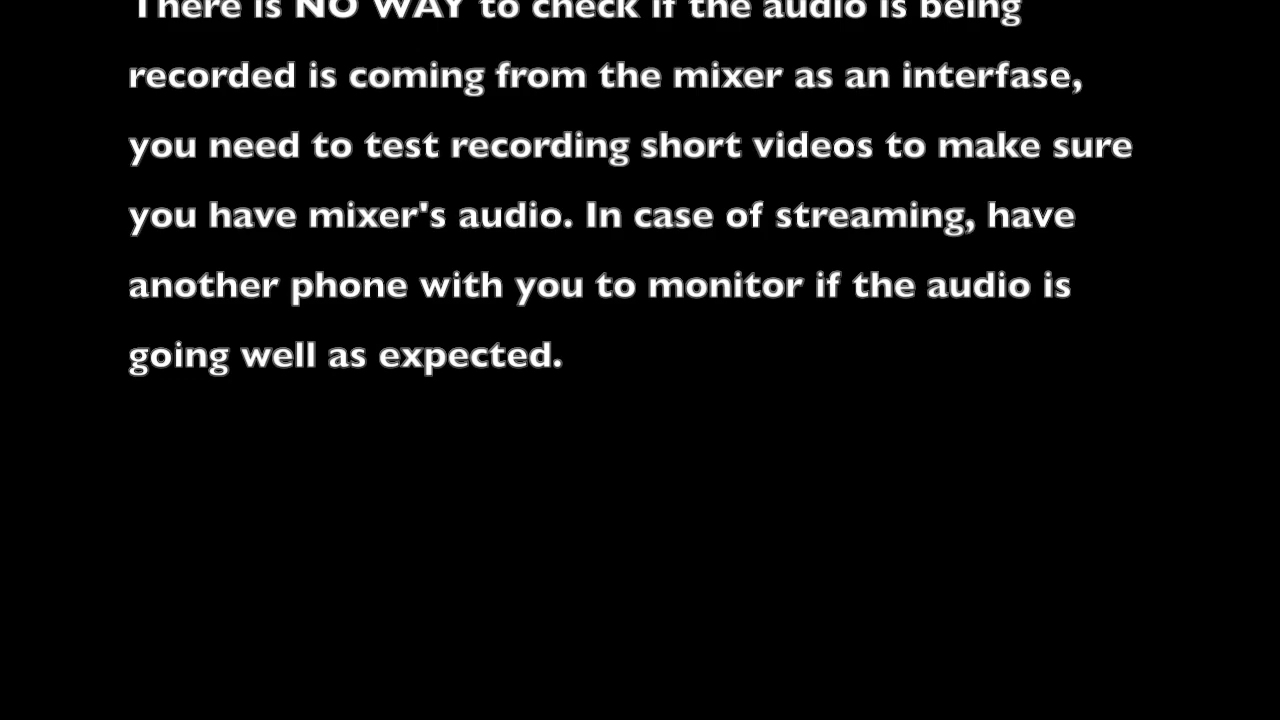 There is NO WAY to check if the audio is being
recorded is coming from the mixer as an interfase,
you need to test recording short videos to make sure
you have mixer's audio. In case of streaming, have
another phone with you to monitor if the audio is
going well as expected.